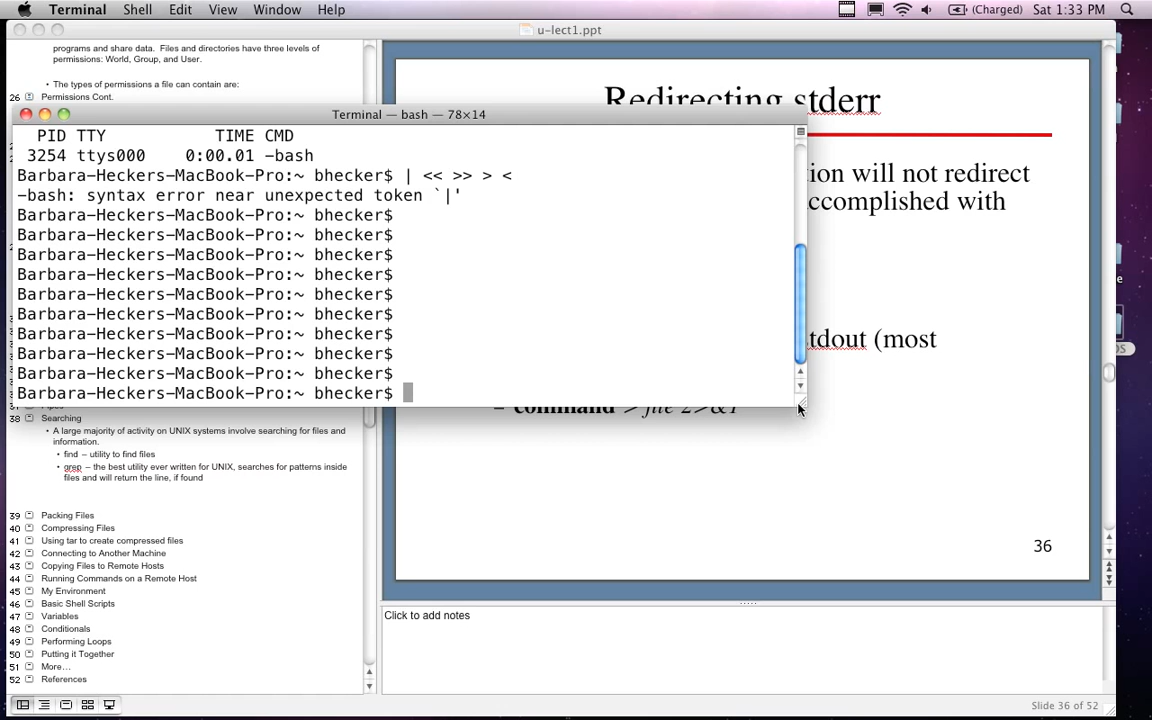 Terminal Shell Edit View Window Help (Charged) Sat 1:33 PM
u-lect1.ppt
programs and share data. Files and directories have three levels of
permissions: World, Group, and User.
• The types of permissions a file can contain are:
26 Permissions Cont.
Terminal — bash — 78×14
PID TTY TIME CMD
3254 ttys000 0:00.01 -bash
Barbara-Heckers-MacBook-Pro:~ bhecker$ | << >> > <
-bash: syntax error near unexpected token `|'
Barbara-Heckers-MacBook-Pro:~ bhecker$
Barbara-Heckers-MacBook-Pro:~ bhecker$
Barbara-Heckers-MacBook-Pro:~ bhecker$
Barbara-Heckers-MacBook-Pro:~ bhecker$
Barbara-Heckers-MacBook-Pro:~ bhecker$
Barbara-Heckers-MacBook-Pro:~ bhecker$
Barbara-Heckers-MacBook-Pro:~ bhecker$
Barbara-Heckers-MacBook-Pro:~ bhecker$
Barbara-Heckers-MacBook-Pro:~ bhecker$
Barbara-Heckers-MacBook-Pro:~ bhecker$
38 Searching
• A large majority of activity on UNIX systems involve searching for files and
information.
• find – utility to find files
• grep – the best utility ever written for UNIX, searches for patterns inside
files and will return the line, if found
39 Packing Files
40 Compressing Files
41 Using tar to create compressed files
42 Connecting to Another Machine
43 Copying Files to Remote Hosts
44 Running Commands on a Remote Host
45 My Environment
46 Basic Shell Scripts
47 Variables
48 Conditionals
49 Performing Loops
50 Putting it Together
51 More...
52 References
Redirecting stderr
tion will not redirect
accomplished with
stdout (most
– command > file 2>&1
36
Click to add notes
Slide 36 of 52